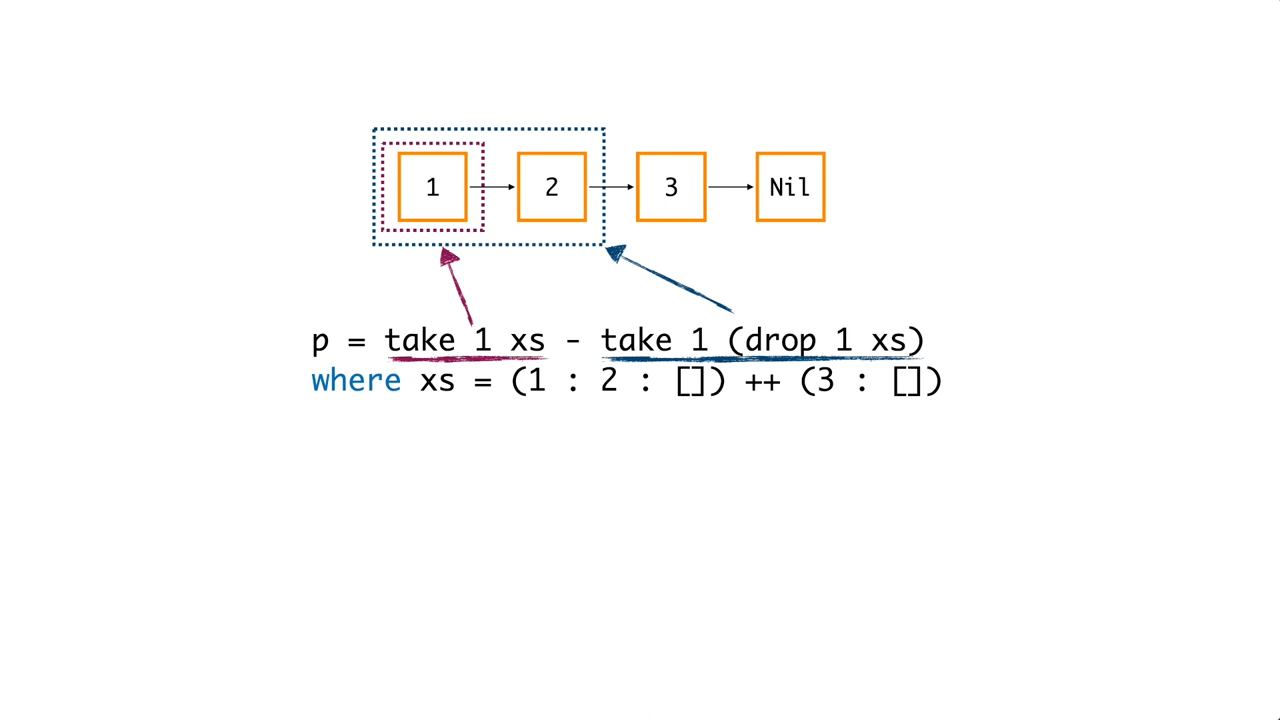 1 2 3 Nil
p = take 1 xs - take 1 (drop 1 xs)
where xs = (1 : 2 : []) ++ (3 : [])